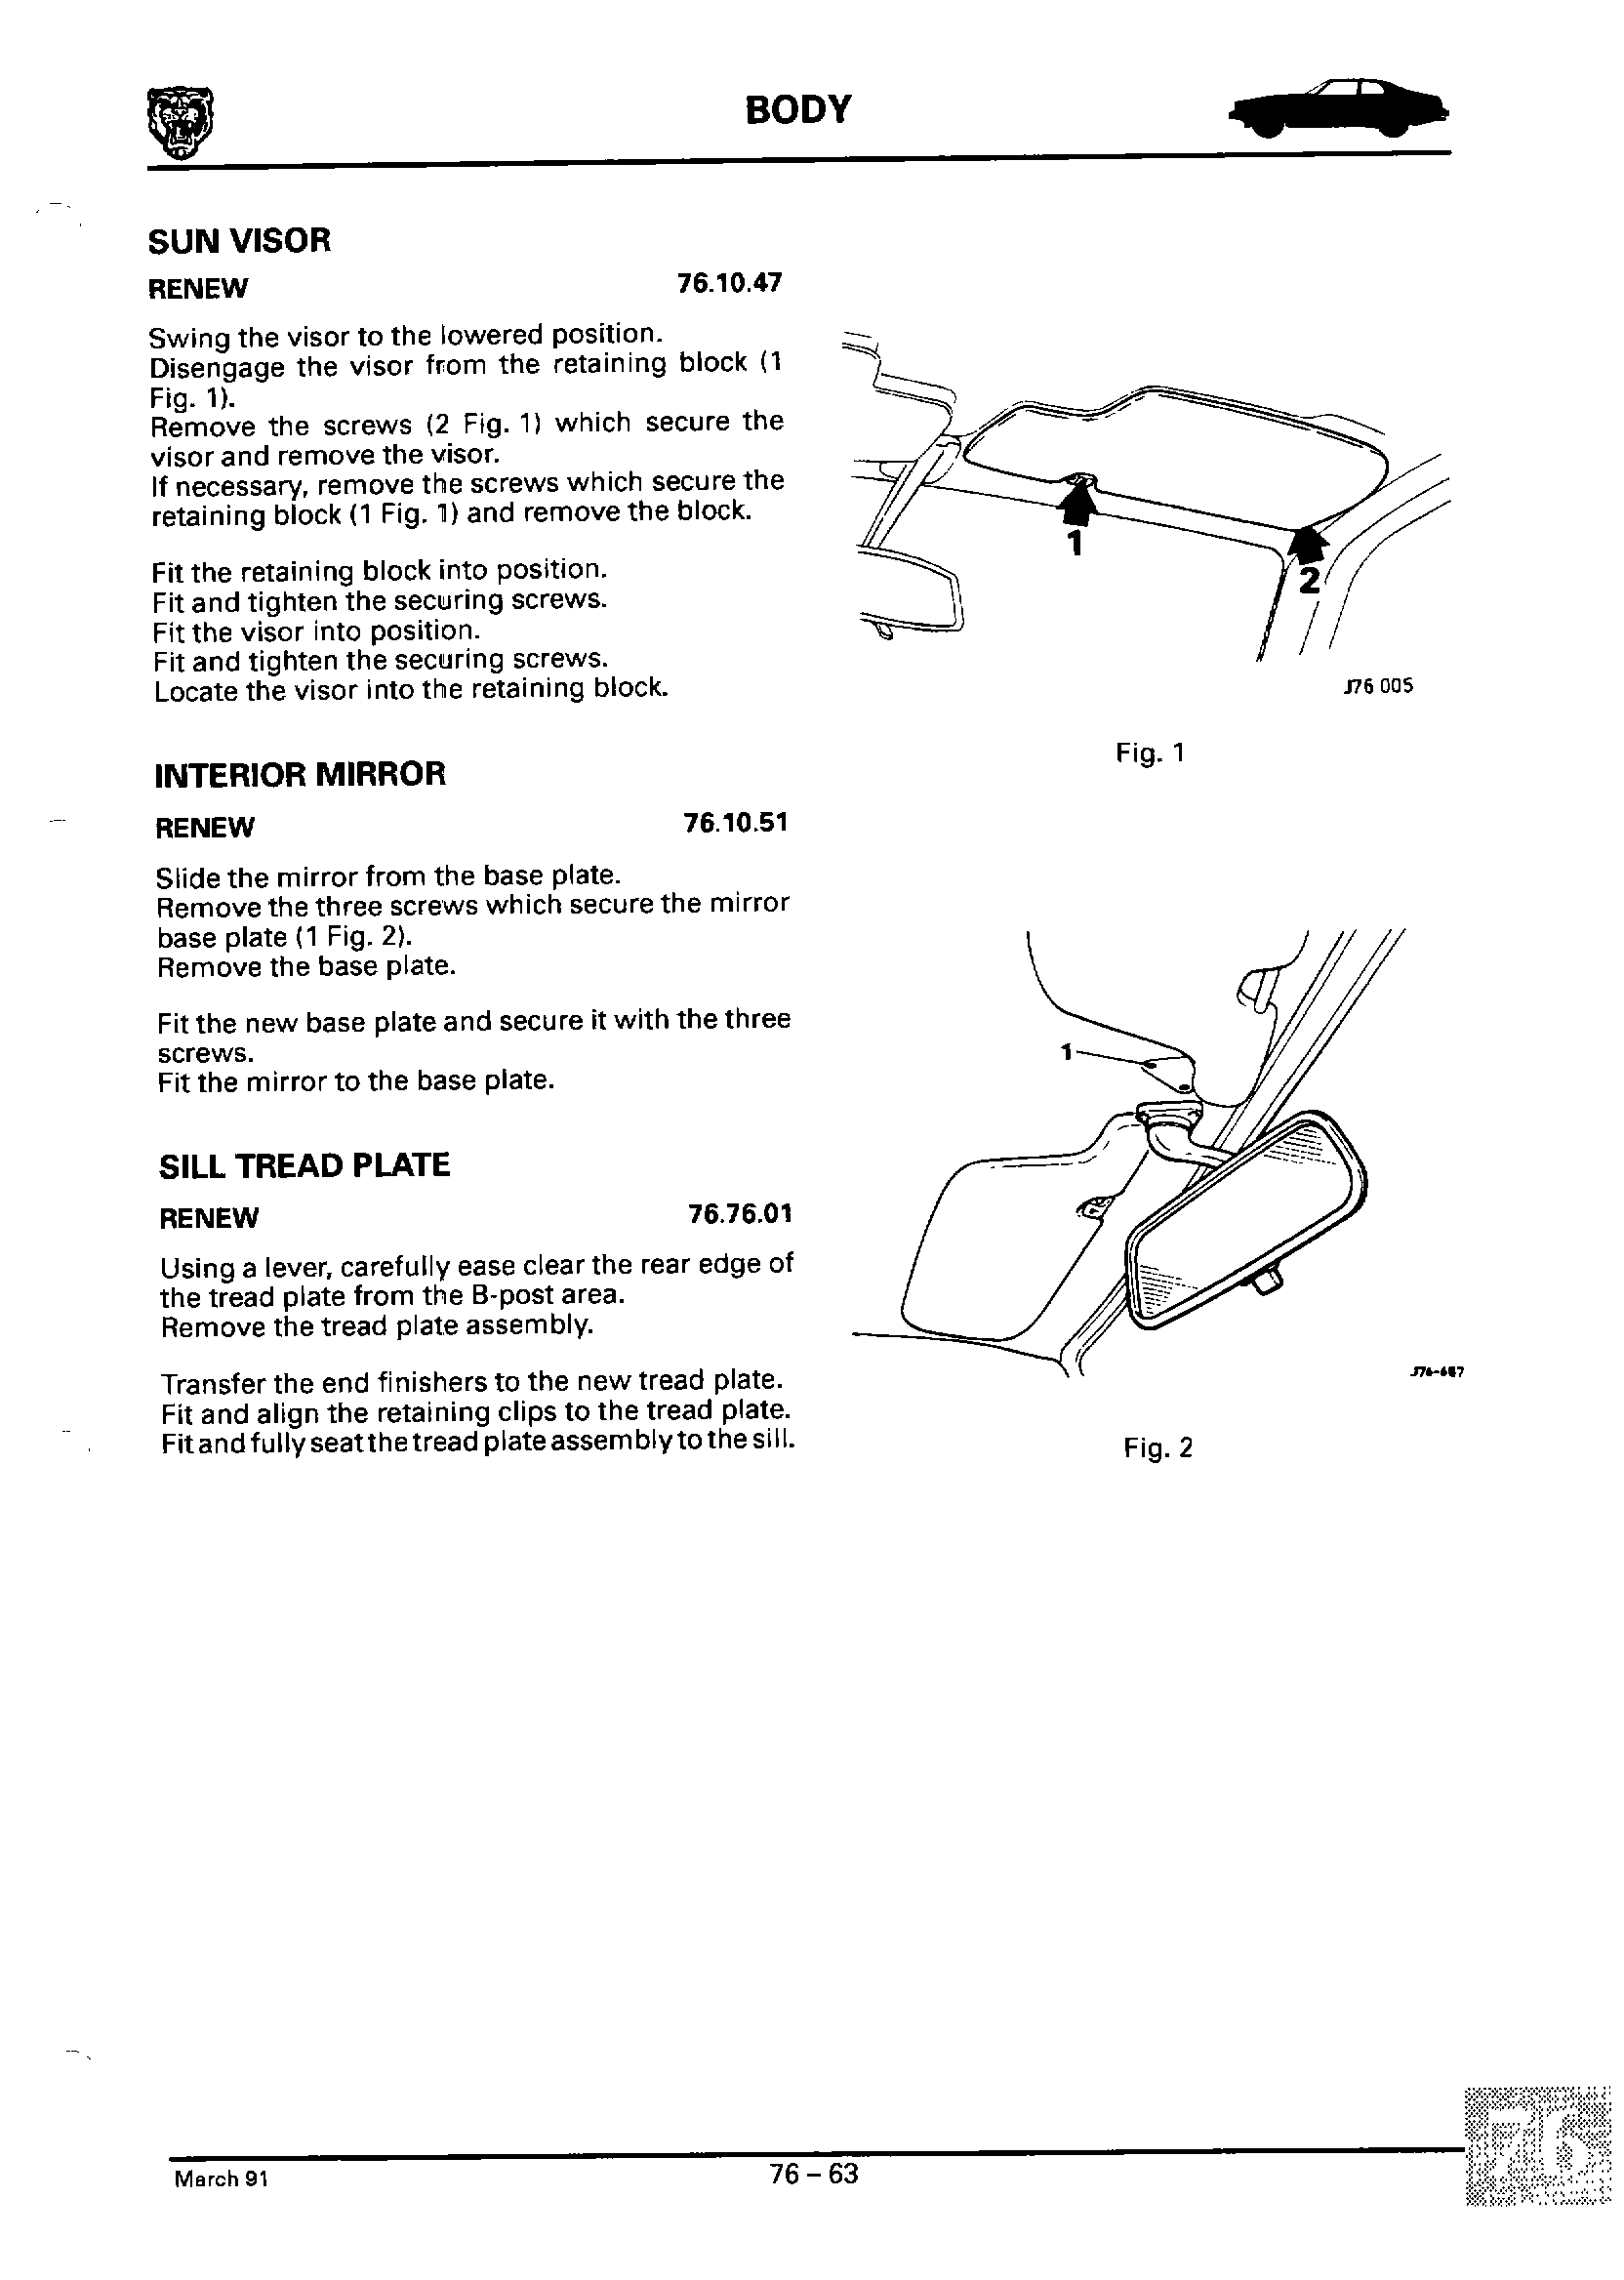 BODY
SUN VISOR
RENEW 76.10.47
Swing the visor to the lowered position.
Disengage the visor from the retaining block (1
Fig. 1).
Remove the screws (2 Fig. 1) which secure the
visor and remove the visor.
If necessary, remove the screws which secure the
retaining block (1 Fig. 1) and remove the block.
Fit the retaining block into position.
Fit and tighten the securing screws.
Fit the visor into position.
Fit and tighten the securing screws.
Locate the visor into the retaining block.
1
2
J76 005
Fig. 1
INTERIOR MIRROR
RENEW 76.10.51
Slide the mirror from the base plate.
Remove the three screws which secure the mirror
base plate (1 Fig. 2).
Remove the base plate.
Fit the new base plate and secure it with the three
screws.
Fit the mirror to the base plate.
SILL TREAD PLATE
RENEW 76.76.01
Using a lever, carefully ease clear the rear edge of
the tread plate from the B-post area.
Remove the tread plate assembly.
Transfer the end finishers to the new tread plate.
Fit and align the retaining clips to the tread plate.
Fit and fully seat the tread plate assembly to the sill.
1
Fig. 2
March 91
76 – 63
76